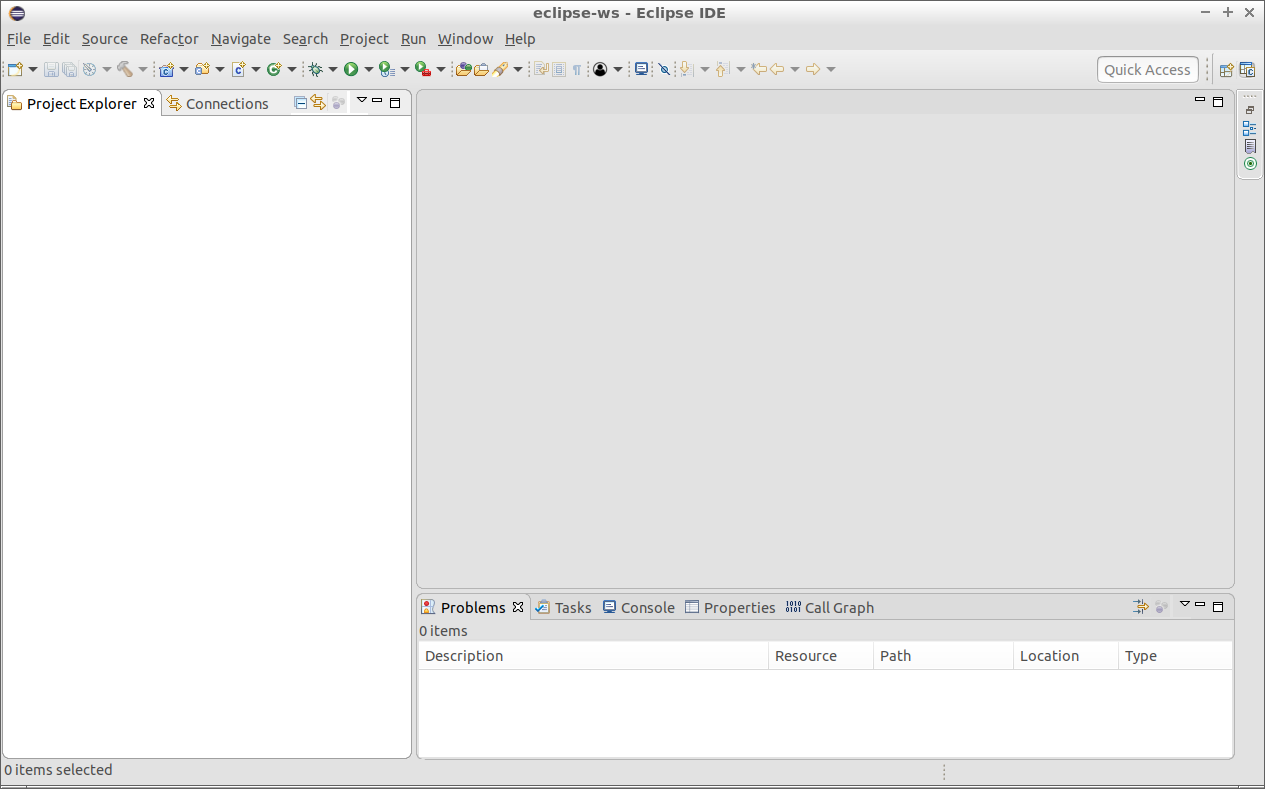 eclipse-ws - Eclipse IDE
File Edit Source Refactor Navigate Search Project Run Window Help
Quick Access
Project Explorer Connections
Problems Tasks Console Properties Call Graph
0 items
Description Resource Path Location Type
0 items selected